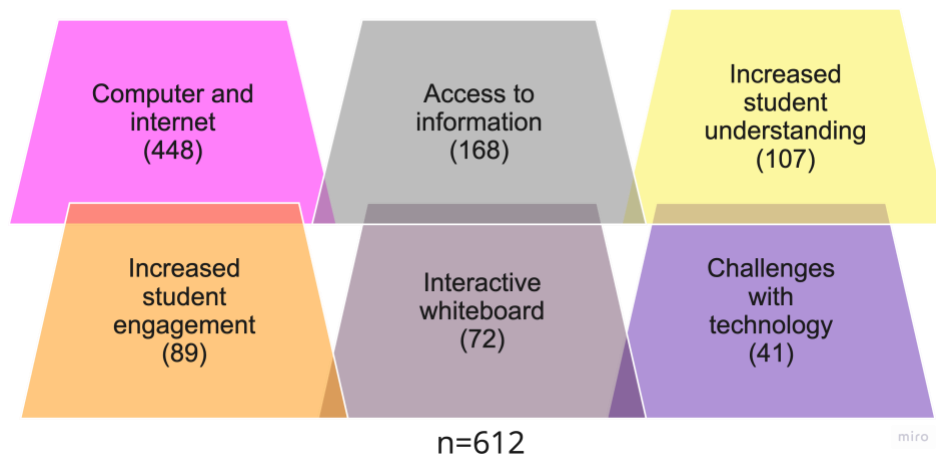 Computer and
internet
(448)
Access to
information
(168)
Increased
student
understanding
(107)
Increased
student
engagement
(89)
Interactive
whiteboard
(72)
Challenges
with
technology
(41)
n=612
miro